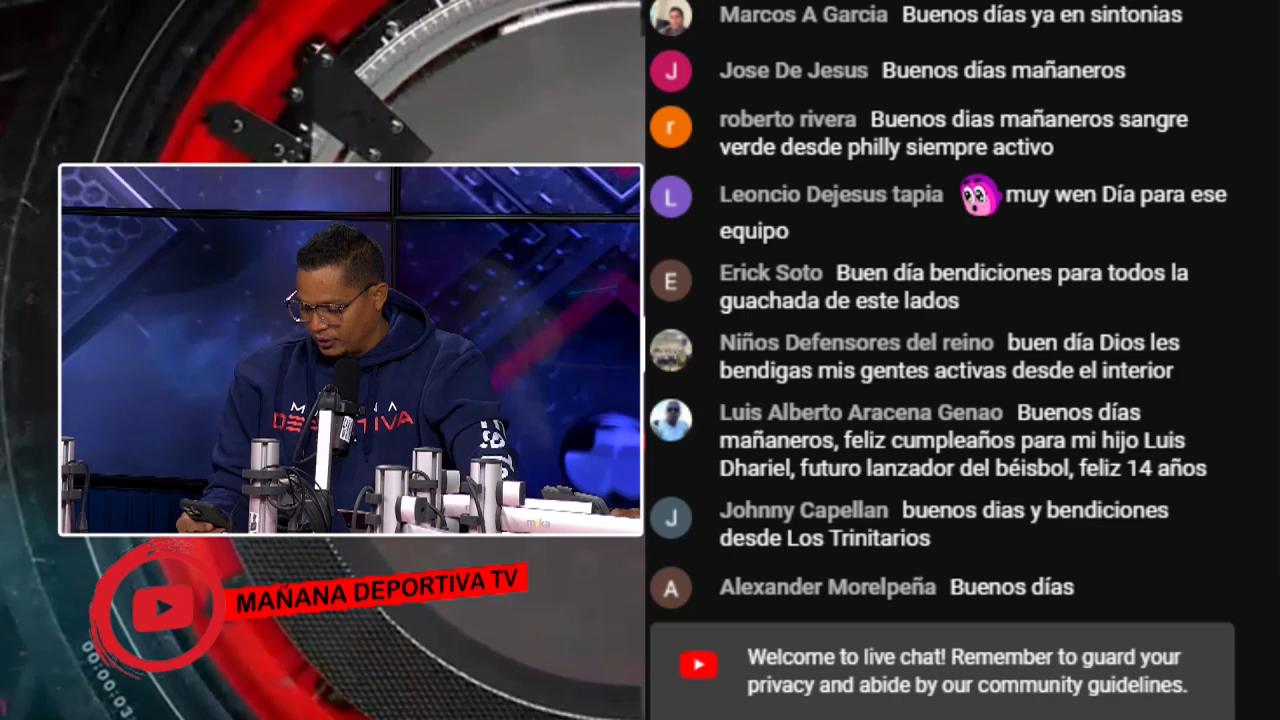 Marcos A Garcia Buenos días ya en sintonias
J
Jose De Jesus Buenos días mañaneros
r
roberto rivera Buenos dias mañaneros sangre
verde desde philly siempre activo
L
Leoncio Dejesus tapia muy wen Día para ese
equipo
E
Erick Soto Buen día bendiciones para todos la
guachada de este lados
Niños Defensores del reino buen día Dios les
bendigas mis gentes activas desde el interior
Luis Alberto Aracena Genao Buenos días
mañaneros, feliz cumpleaños para mi hijo Luis
Dhariel, futuro lanzador del béisbol, feliz 14 años
J
Johnny Capellan buenos dias y bendiciones
desde Los Trinitarios
A
Alexander Morelpeña Buenos días
Welcome to live chat! Remember to guard your
privacy and abide by our community guidelines.
MAÑANA DEPORTIVA TV
00:00:03